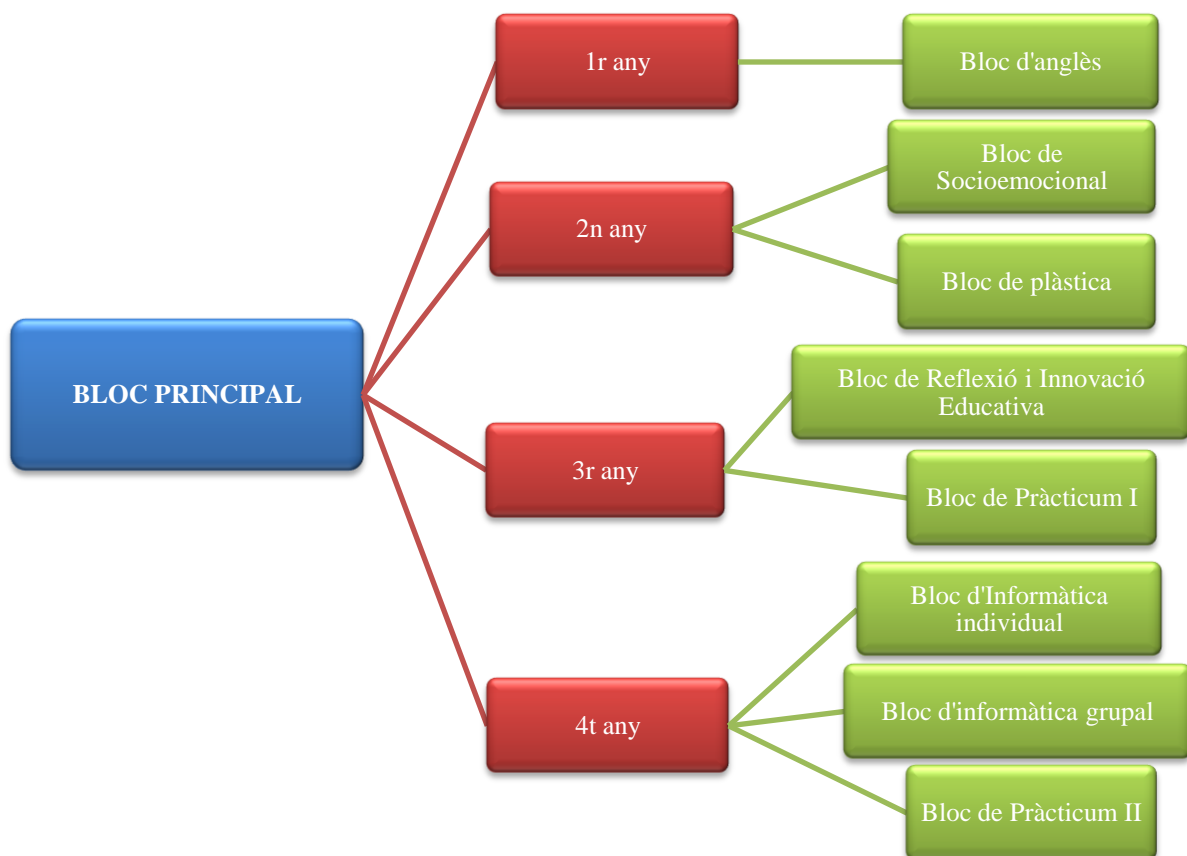 1r any
Bloc d'anglès
2n any
Bloc de
Socioemocional
Bloc de plàstica
BLOC PRINCIPAL
3r any
Bloc de Reflexió i Innovació
Educativa
Bloc de Pràcticum I
4t any
Bloc d'Informàtica
individual
Bloc d'informàtica grupal
Bloc de Pràcticum II